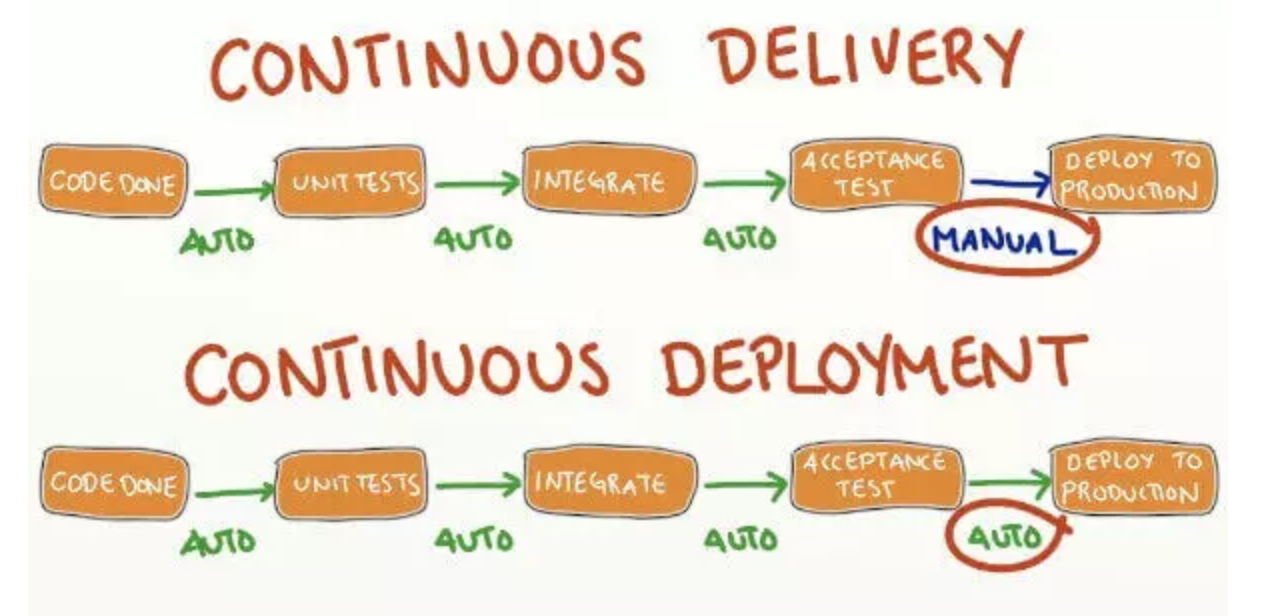 CONTINUOUS DELIVERY
CODE DONE
UNIT TESTS
INTEGRATE
ACCEPTANCE
TEST
DEPLOY TO
PRODUCTION
AUTO
AUTO
AUTO
MANUAL
CONTINUOUS DEPLOYMENT
CODE DONE
UNIT TESTS
INTEGRATE
ACCEPTANCE
TEST
DEPLOY TO
PRODUCTION
AUTO
AUTO
AUTO
AUTO